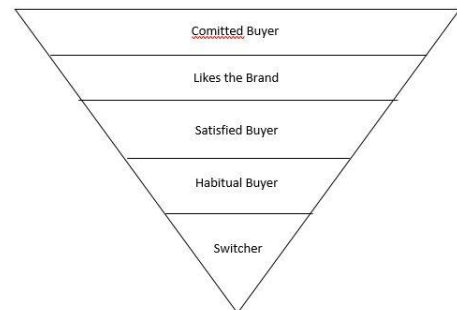 Comitted Buyer
Likes the Brand
Satisfied Buyer
Habitual Buyer
Switcher